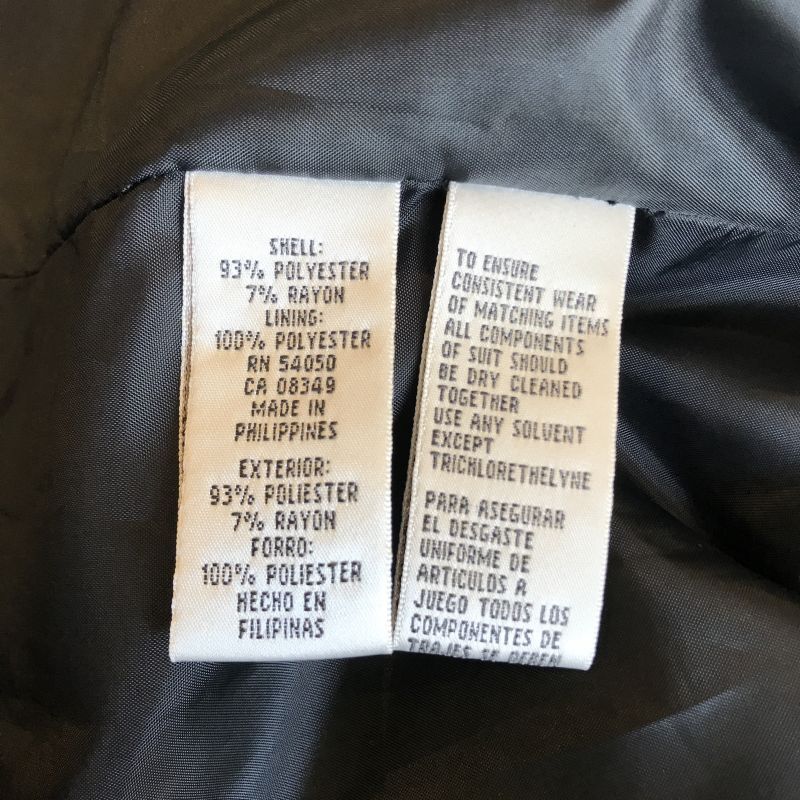 SHELL:
93% POLYESTER
7% RAYON
LINING:
100% POLYESTER
RN 54050
CA 08349
MADE IN
PHILIPPINES
EXTERIOR:
93% POLIESTER
7% RAYON
FORRO:
100% POLIESTER
HECHO EN
FILIPINAS
TO ENSURE
CONSISTENT WEAR
OF MATCHING ITEMS
ALL COMPONENTS
OF SUIT SHOULD
BE DRY CLEANED
TOGETHER
USE ANY SOLVENT
EXCEPT
TRICHLORETHELYNE
PARA ASEGURAR
EL DESGASTE
UNIFORME DE
ARTICULOS A
JUEGO TODOS LOS
COMPONENTES DE
TRAJES SE DEBEN